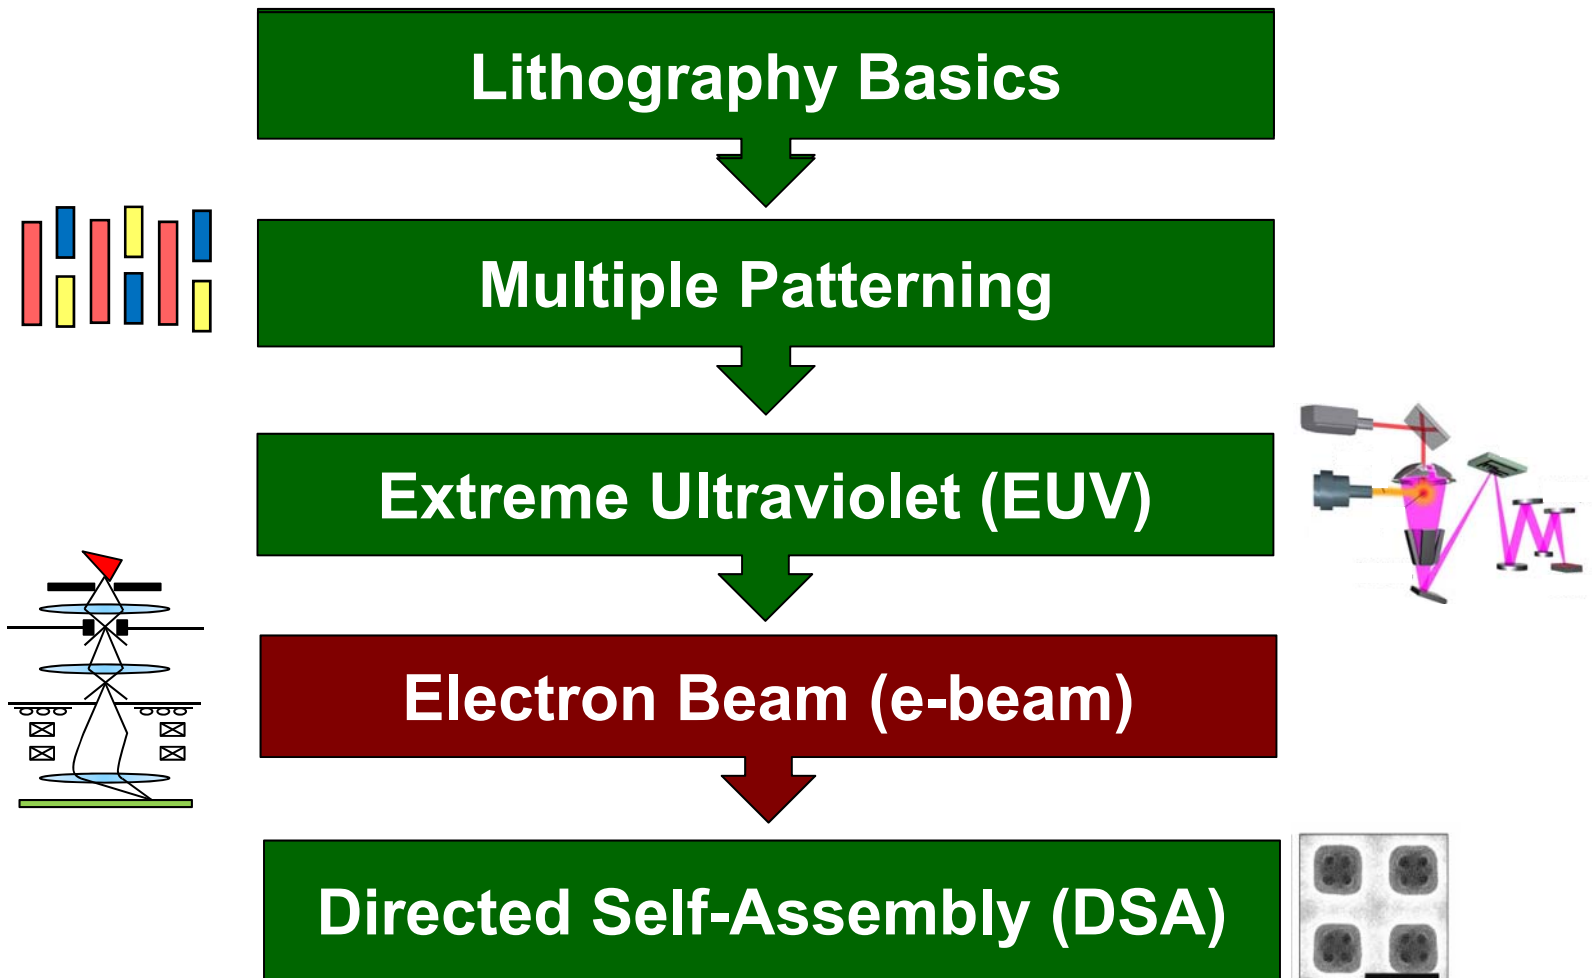 Lithography Basics
Multiple Patterning
Extreme Ultraviolet (EUV)
Electron Beam (e-beam)
Directed Self-Assembly (DSA)